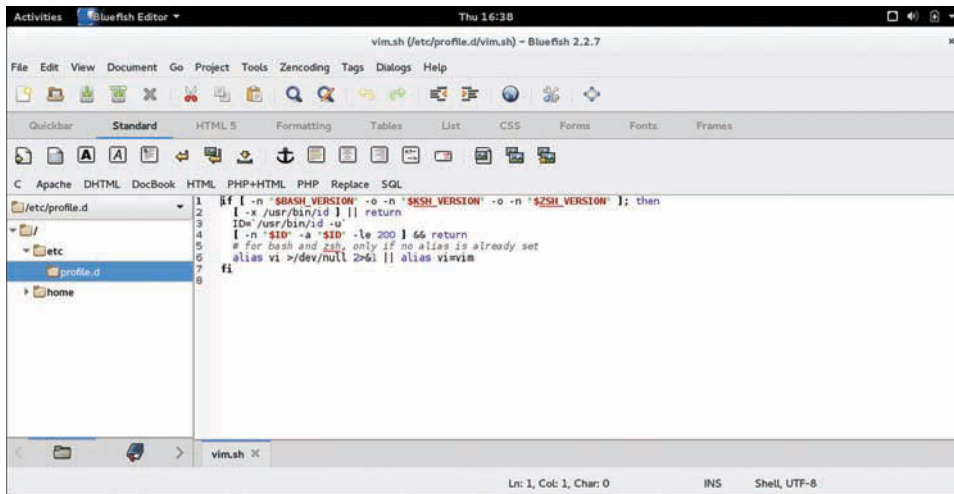 Activities Bluefish Editor Thu 16:38
vim.sh (/etc/profile.d/vim.sh) - Bluefish 2.2.7
File Edit View Document Go Project Tools Zencoding Tags Dialogs Help
Quickbar Standard HTML 5 Formatting Tables List CSS Forms Fonts Frames
C Apache DHTML DocBook HTML PHP+HTML PHP Replace SQL
/etc/profile.d
/
etc
profile.d
home
1 if [ -n "$BASH_VERSION" -o -n "$KSH_VERSION" -o -n "$ZSH_VERSION" ]; then
2 [ -x /usr/bin/id ] || return
3 ID=`/usr/bin/id -u`
4 [ -n "$ID" -a "$ID" -le 200 ] && return
5 # for bash and zsh, only if no alias is already set
6 alias vi >/dev/null 2>&1 || alias vi=vim
7 fi
8
vim.sh
Ln: 1, Col: 1, Char: 0 INS Shell, UTF-8